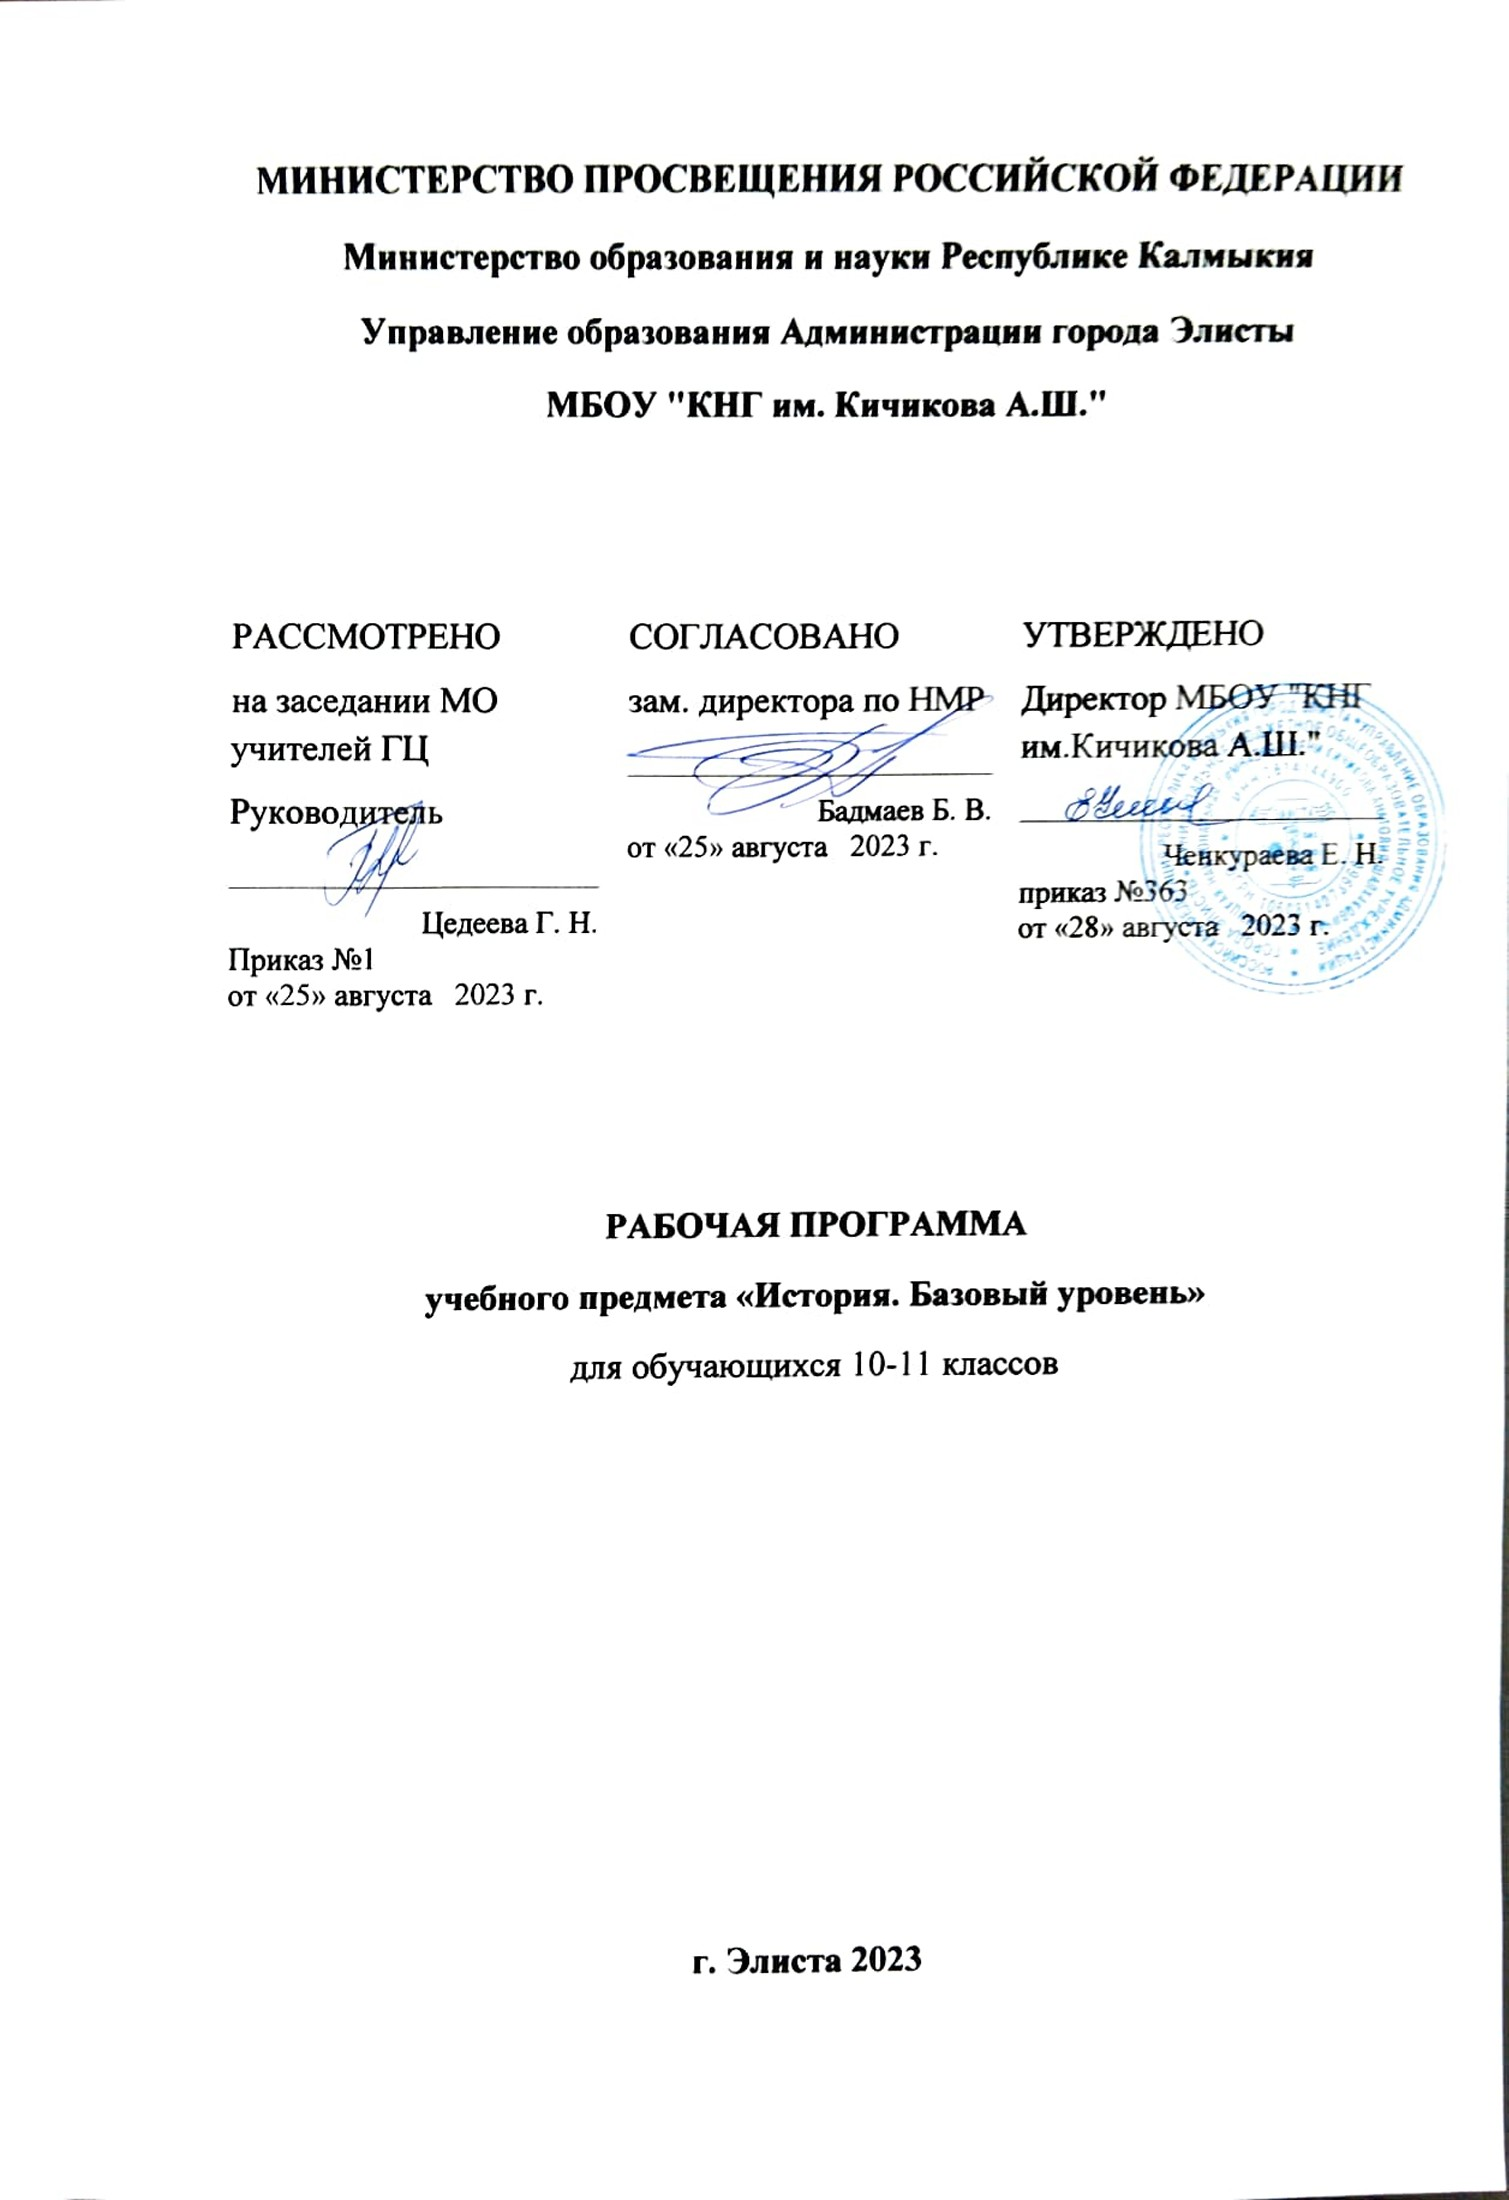 МИНИСТЕРСТВО ПРОСВЕЩЕНИЯ РОССИЙСКОЙ ФЕДЕРАЦИИ
Министерство образования и науки Республике Калмыкия
Управление образования Администрации города Элисты
МБОУ "КНГ им. Кичикова А.Ш."
РАССМОТРЕНО
на заседании МО
учителей ГЦ
Руководитель
Цедеева Г. Н.
Приказ №1
от «25» августа 2023 г.
СОГЛАСОВАНО
зам. директора по НМР
Бадмаев Б. В.
от «25» августа 2023 г.
УТВЕРЖДЕНО
Директор МБОУ "КНГ
им.Кичикова А.Ш."
Ченкураева Е. Н.
приказ №363
от «28» августа 2023 г.
РАБОЧАЯ ПРОГРАММА
учебного предмета «История. Базовый уровень»
для обучающихся 10-11 классов
г. Элиста 2023